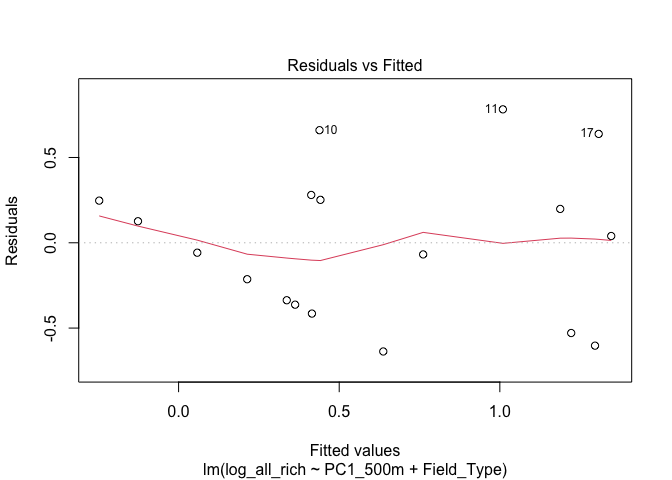 Residuals vs Fitted
Residuals
0.5
0.0
-0.5
10
11
17
0.0
0.5
1.0
Fitted values
lm(log_all_rich ~ PC1_500m + Field_Type)